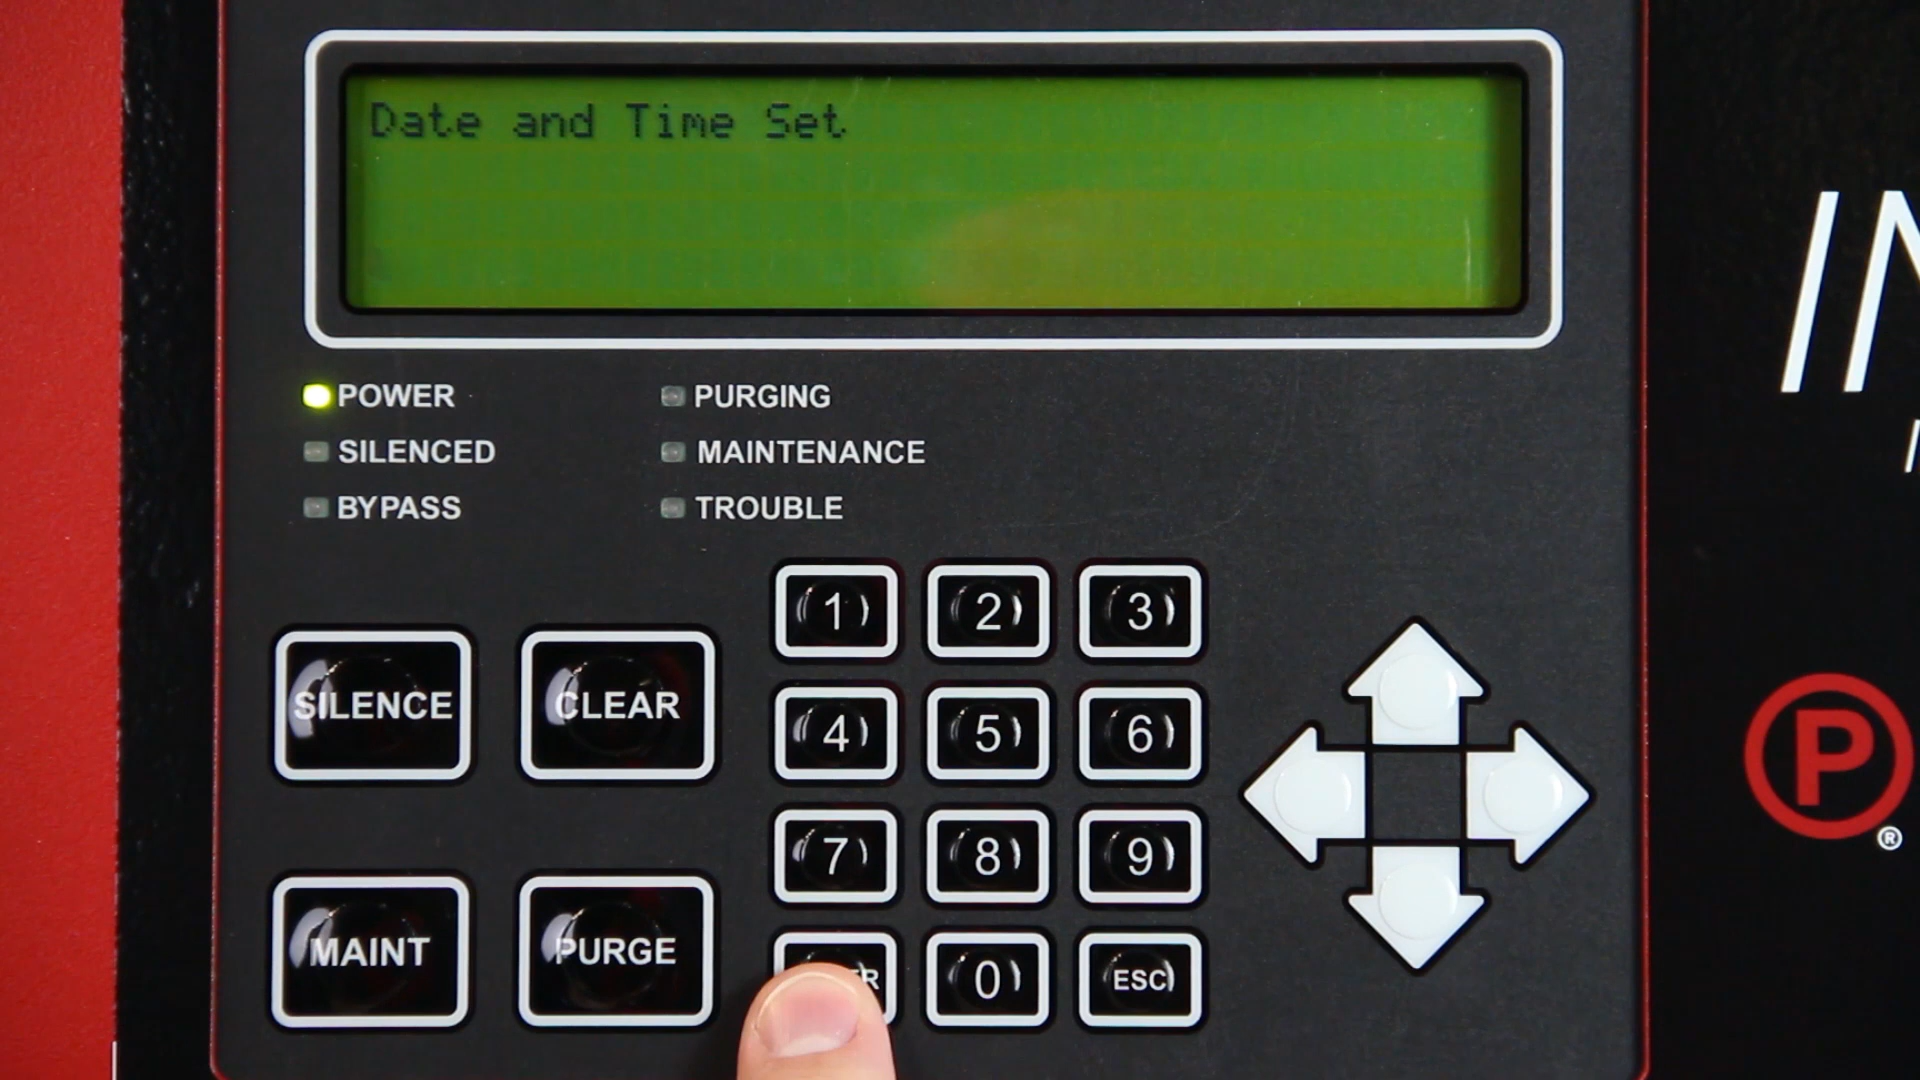 Date and Time Set
POWER
PURGING
SILENCED
MAINTENANCE
BYPASS
TROUBLE
1 2 3
SILENCE CLEAR
4 5 6
7 8 9
MAINT PURGE
0 ESC
P
®